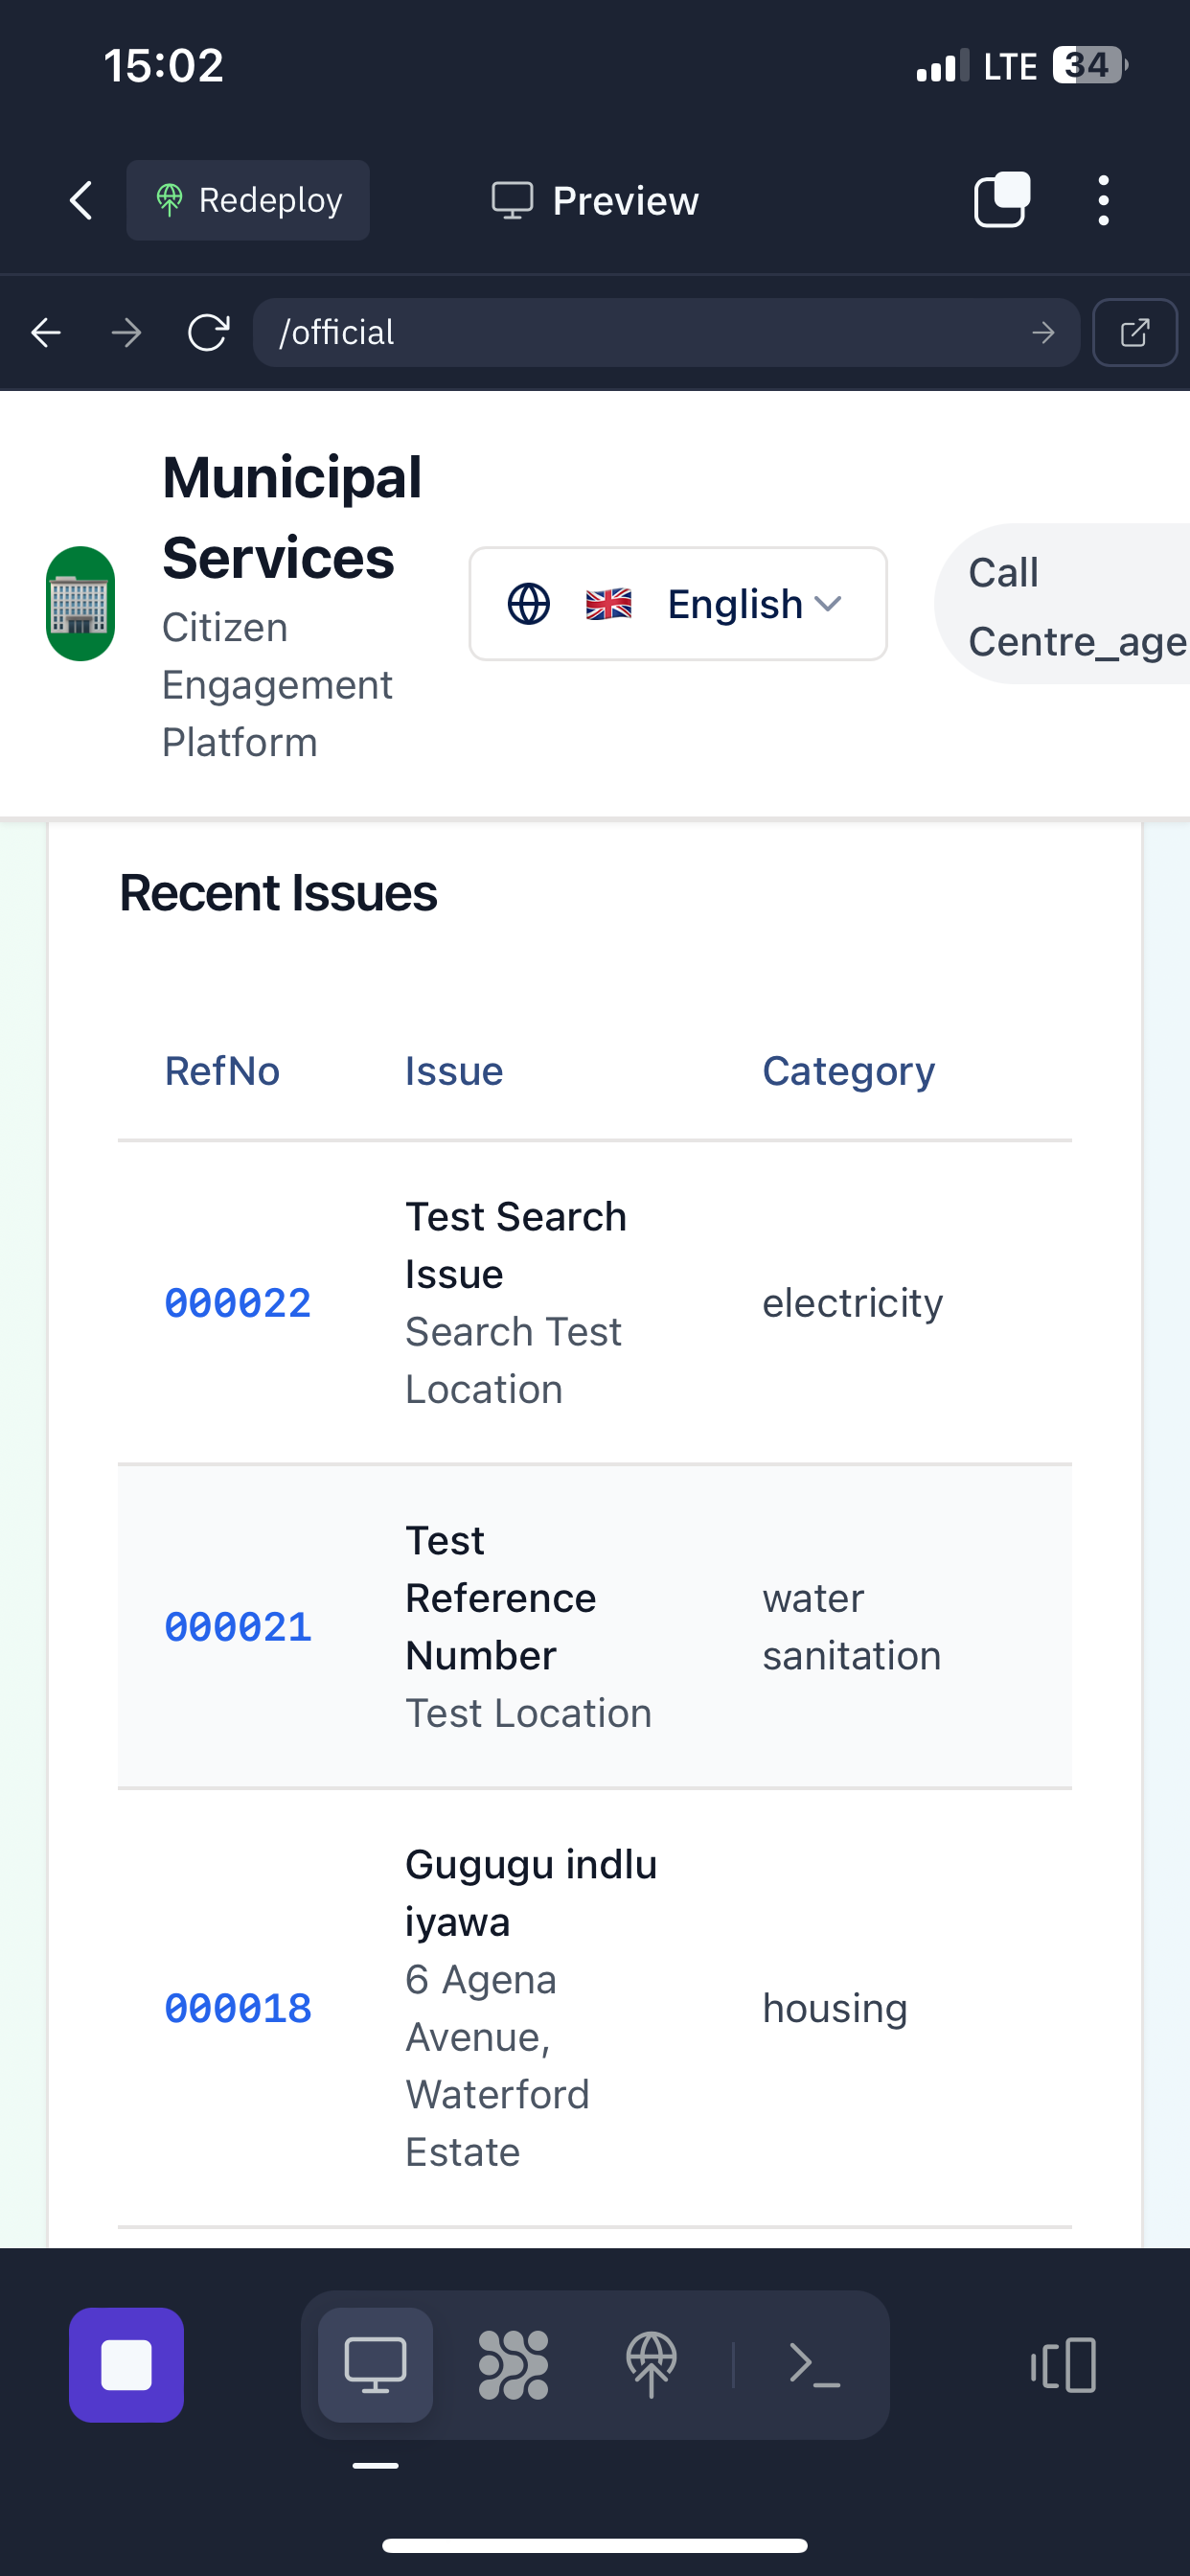 15:02
LTE 34
Redeploy
Preview
/official
Municipal
Services
Citizen
Engagement
Platform
English
Call
Centre_age
Recent Issues
RefNo Issue Category
000022
Test Search
Issue
Search Test
Location
electricity
000021
Test
Reference
Number
Test Location
water
sanitation
000018
Gugugu indlu
iyawa
6 Agena
Avenue,
Waterford
Estate
housing